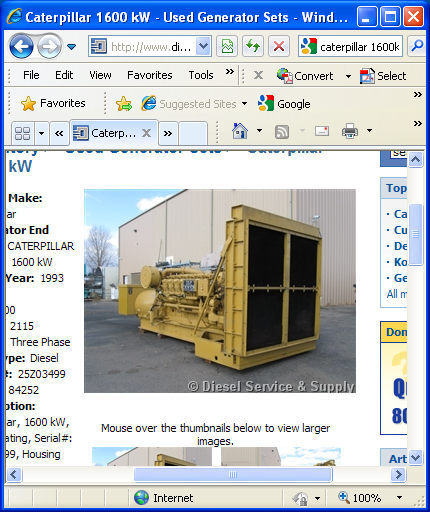 Caterpillar 1600 kW - Used Generator Sets - Wind...
http://www.di...
caterpillar 1600k
File Edit View Favorites Tools »
x Convert Select
Favorites Suggested Sites Google
Caterp... x
Used Generator Sets Caterpillar
kW
Make:
ar
erator End
CATERPILLAR
1600 kW
Year: 1993
00
2115
Three Phase
ype: Diesel
#: 25Z03499
84252
ption:
ar, 1600 kW,
ating, Serial#:
99, Housing
© Diesel Service & Supply
Mouse over the thumbnails below to view larger
images.
Top
Ca
Cu
De
Ko
Ge
All m
Do
QU
80
Art
Internet
100%